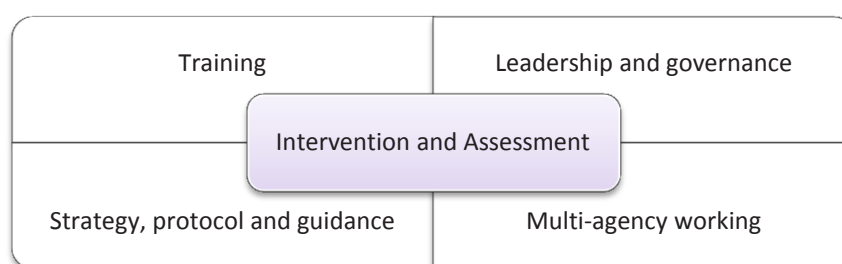 Training
Leadership and governance
Intervention and Assessment
Strategy, protocol and guidance
Multi-agency working